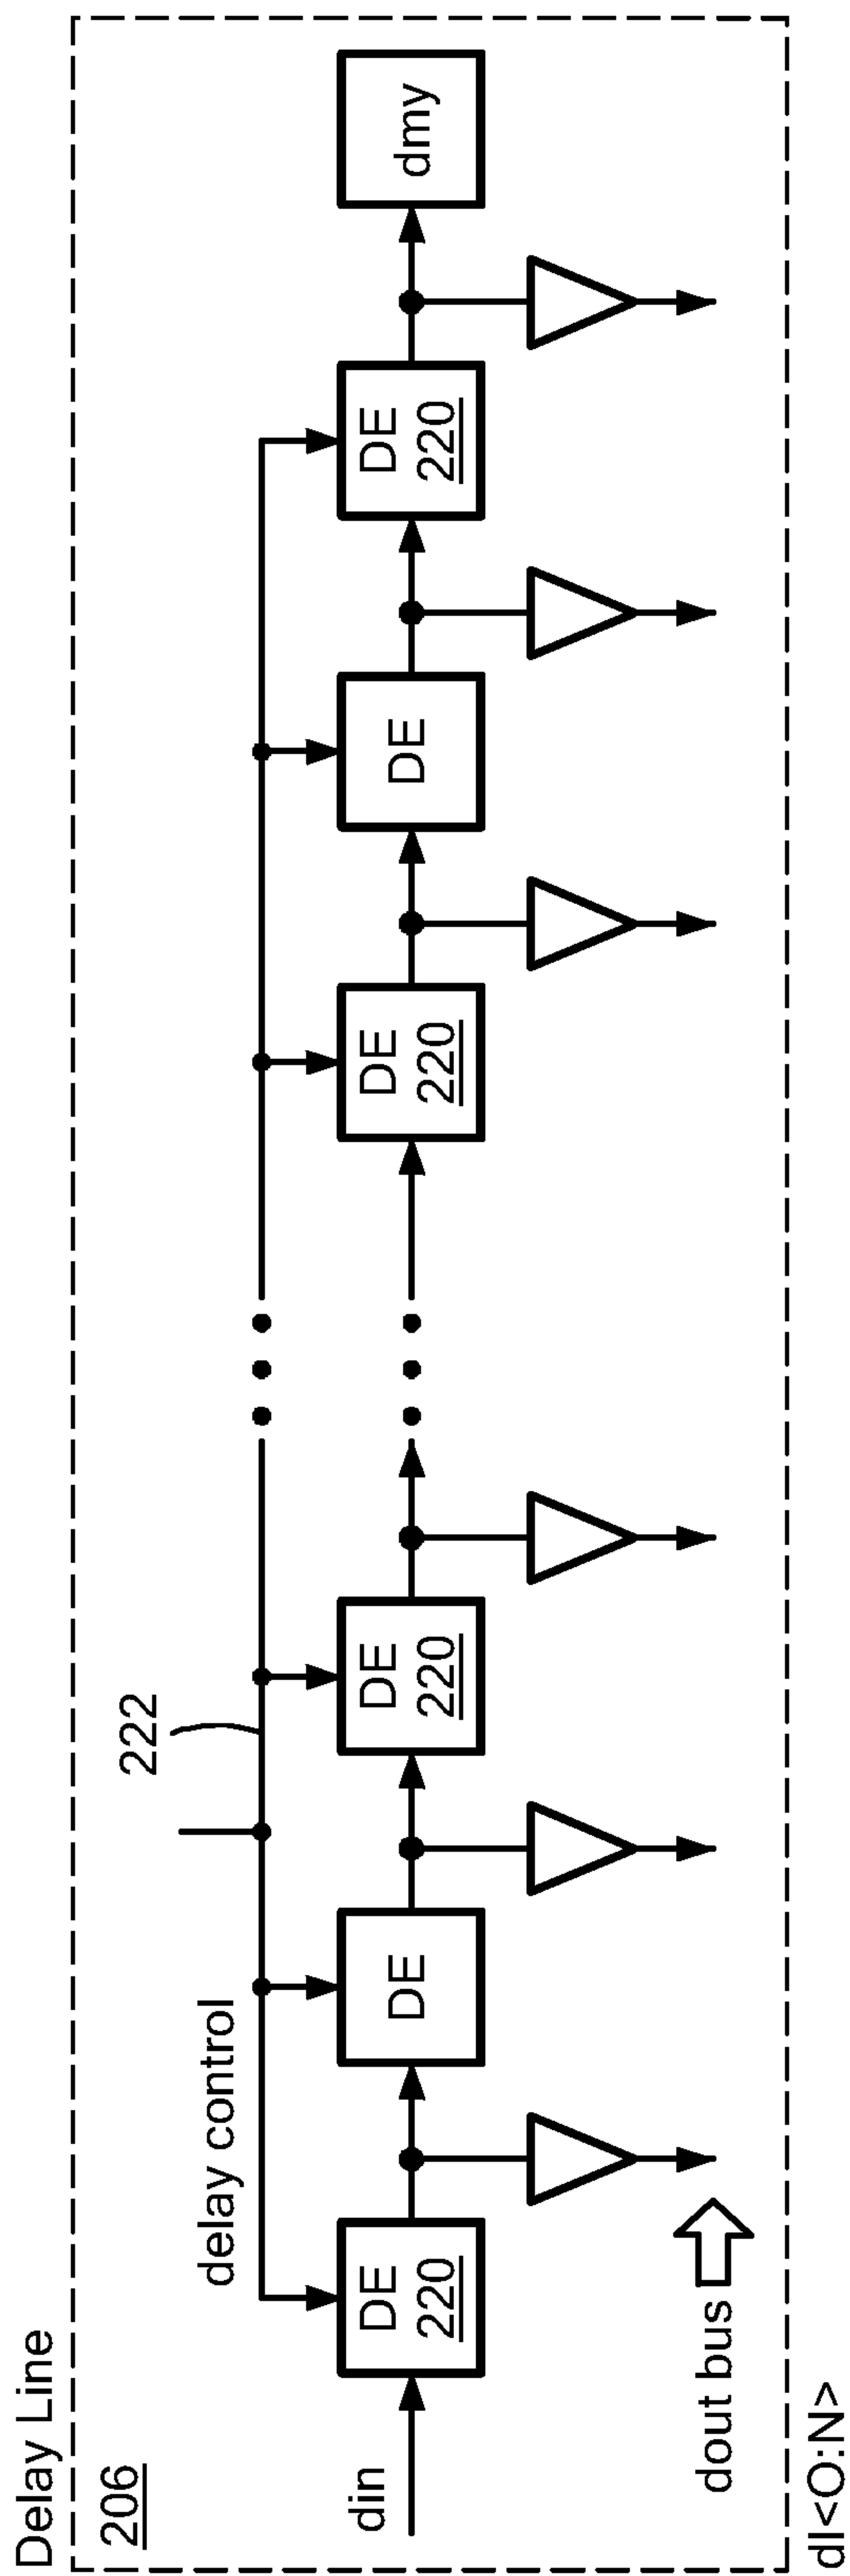 Delay Line
206
222
delay control
din
DE
220
DE
DE
220
DE
220
DE
DE
220
dmy
dout bus
dl<O:N>